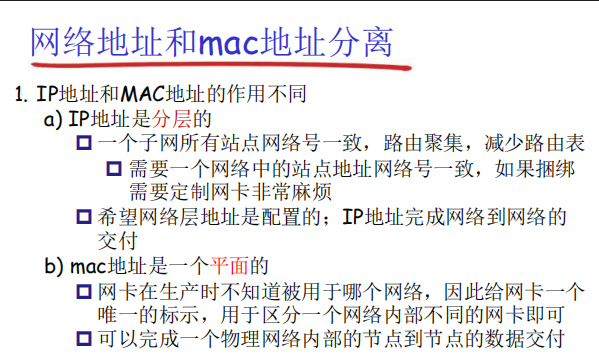 网络地址和mac地址分离
1. IP地址和MAC地址的作用不同
a) IP地址是分层的
一个子网所有站点网络号一致，路由聚集，减少路由表
需要一个网络中的站点地址网络号一致，如果捆绑
需要定制网卡非常麻烦
希望网络层地址是配置的；IP地址完成网络到网络的
交付
b) mac地址是一个平面的
网卡在生产时不知道被用于哪个网络，因此给网卡一个
唯一的标示，用于区分一个网络内部不同的网卡即可
可以完成一个物理网络内部的节点到节点的数据交付